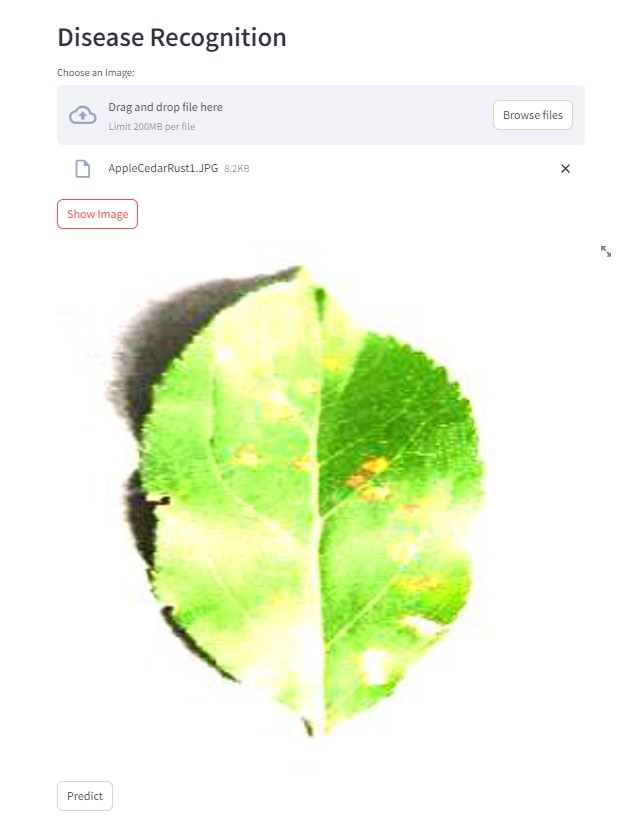 Disease Recognition
Choose an Image:
Drag and drop file here
Limit 200MB per file
Browse files
AppleCedarRust1.JPG 8.2KB
Show Image
Predict